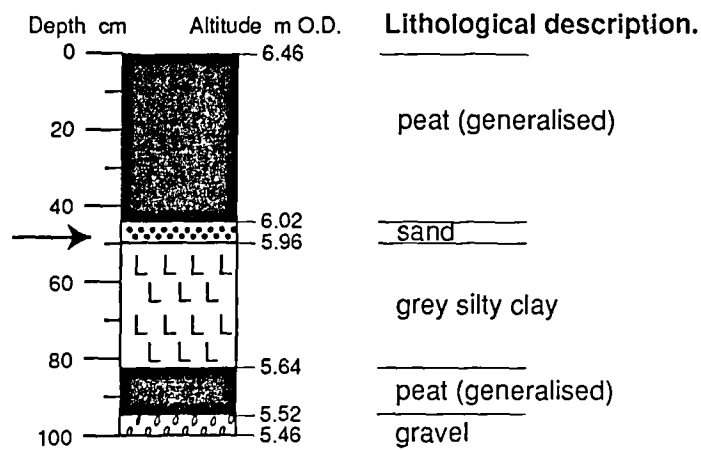 Depth cm Altitude m O.D. Lithological description.
0 6.46
peat (generalised)
20
40
6.02
sand
5.96
60
grey silty clay
80
5.64
peat (generalised)
5.52
gravel
100 5.46